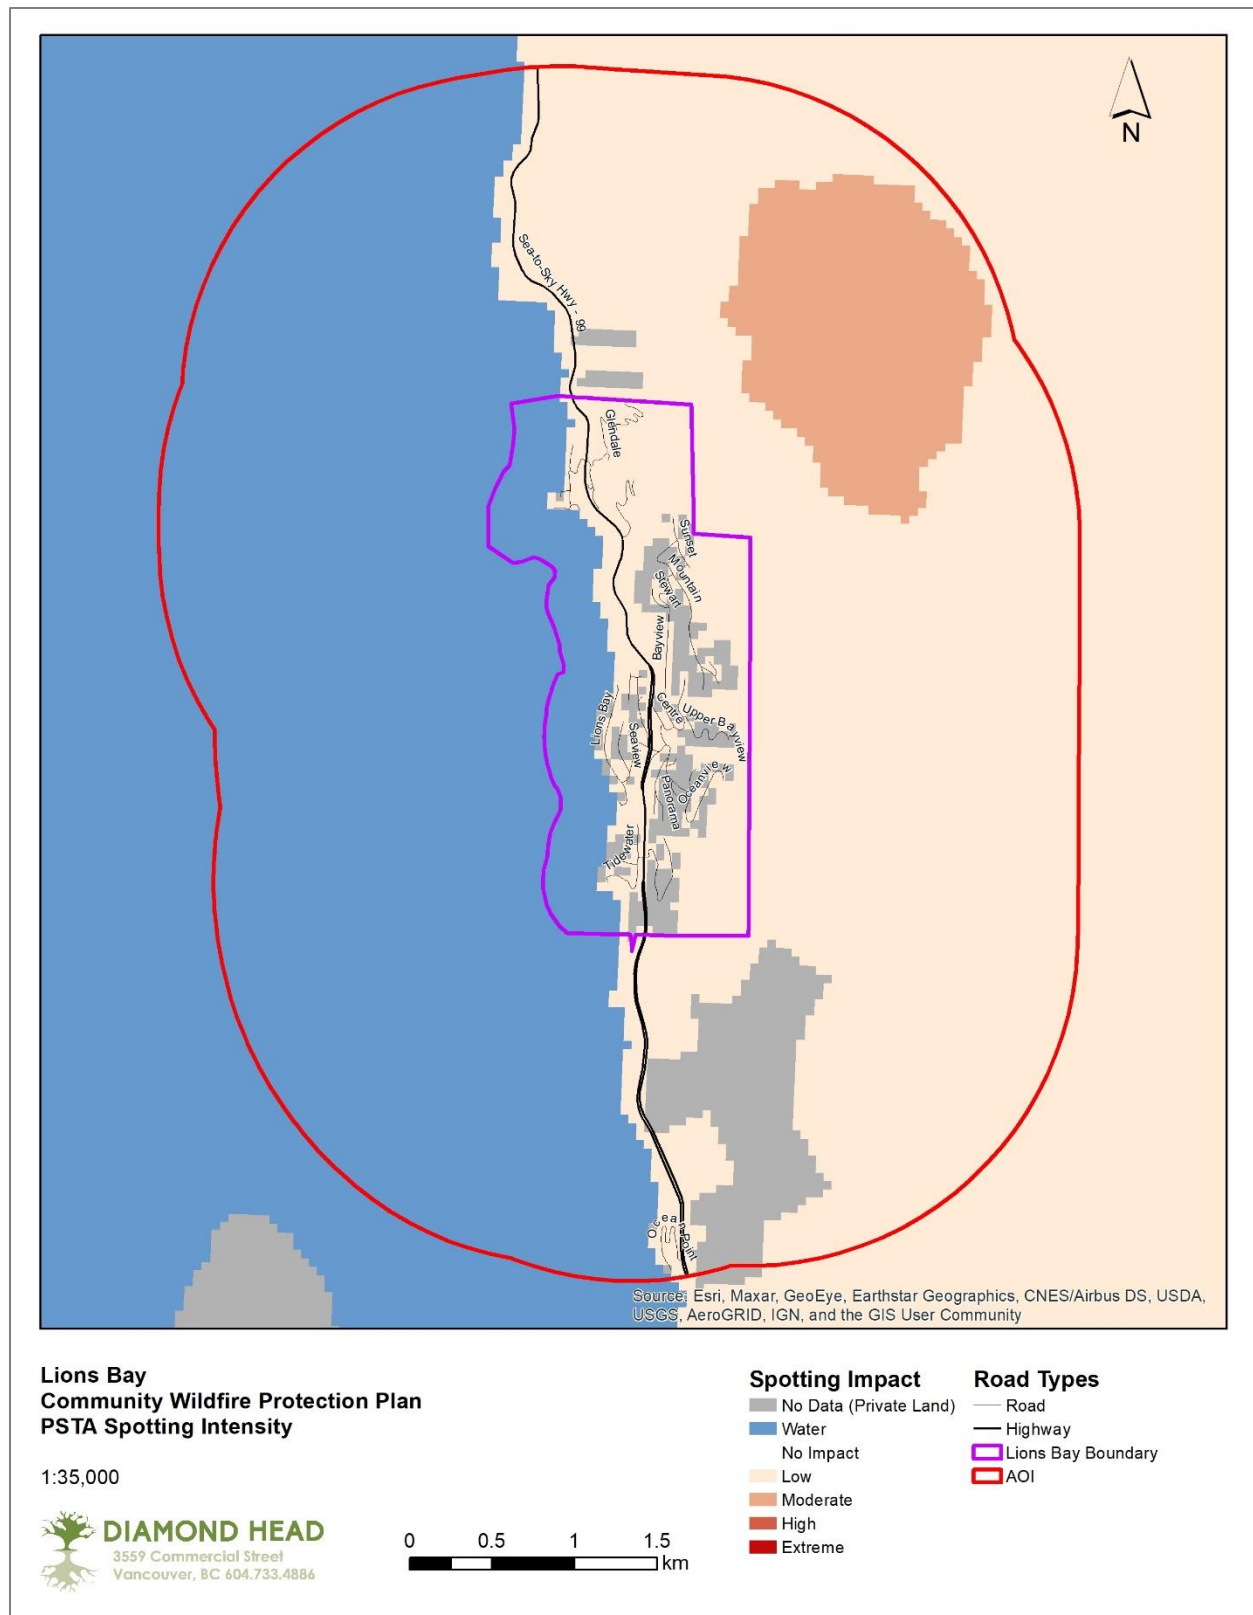 N
Sea-to-Sky Hwy - 99
Glendale
Sunset
Mountain
Stewart
Bayview
Lions Bay
Seaview
Centre
Upper Bayview
Oceanview
Panorama
Tidewater
Ocean Point
Source: Esri, Maxar, GeoEye, Earthstar Geographics, CNES/Airbus DS, USDA,
USGS, AeroGRID, IGN, and the GIS User Community
Lions Bay
Community Wildfire Protection Plan
PSTA Spotting Intensity
1:35,000
DIAMOND HEAD
3559 Commercial Street
Vancouver, BC 604.733.4886
0 0.5 1 1.5
km
Spotting Impact
No Data (Private Land)
Water
No Impact
Low
Moderate
High
Extreme
Road Types
Road
Highway
Lions Bay Boundary
AOI